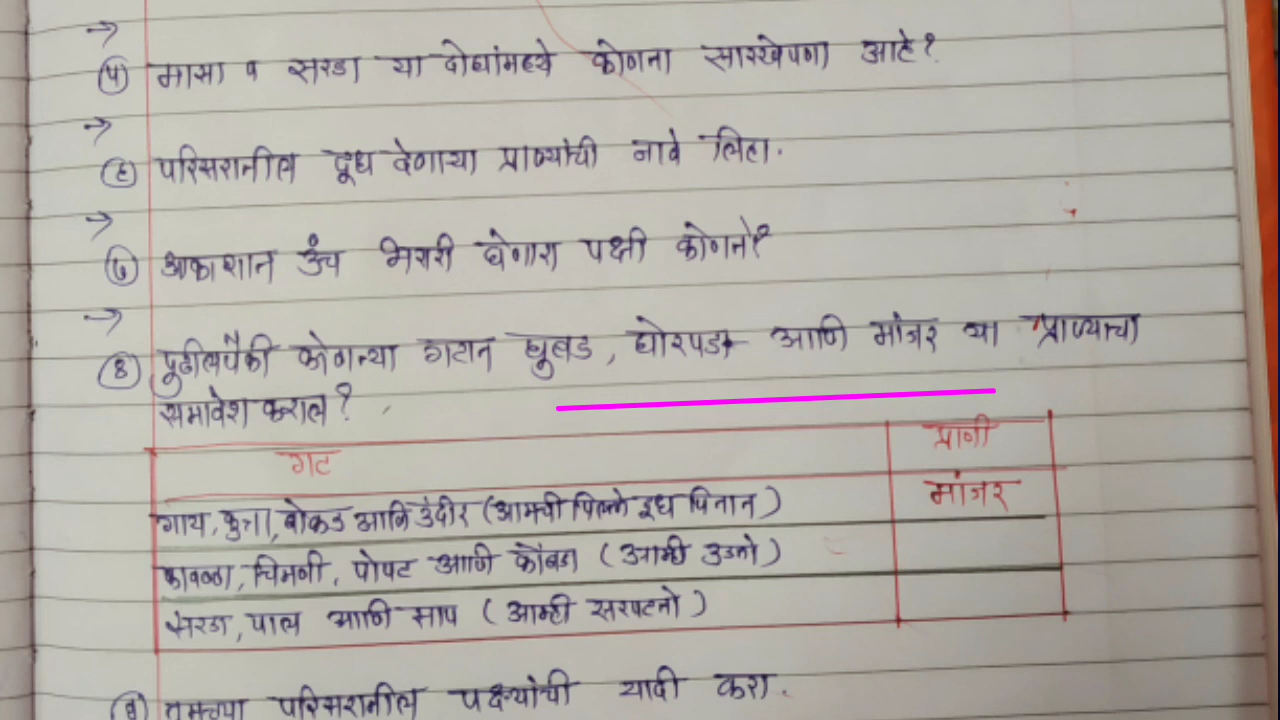 →
(५) मासा व सरडा या दोघांमध्ये कोणता सारखेपणा आहे?
→
(६) परिसरातील दूध देणाऱ्या प्राण्यांची नावे लिहा.
→
(७) आकाशात उंच भरारी घेणारा पक्षी कोणते?
→
(८) पुढीलपैकी कोणत्या गटात घुबड, घोरपड आणि मांजर या प्राण्याचा
समावेश कराल?
गट प्राणी
गाय, कुत्रा, बोकड आणि उंदीर (आमची पिल्ले दूध पितात) मांजर
कावळा, चिमणी, पोपट आणि कोंबडा (आम्ही उडतो)
सरडा, पाल आणि साप (आम्ही सरपटतो)
(९) तुमच्या परिसरातील पक्ष्यांची यादी करा.